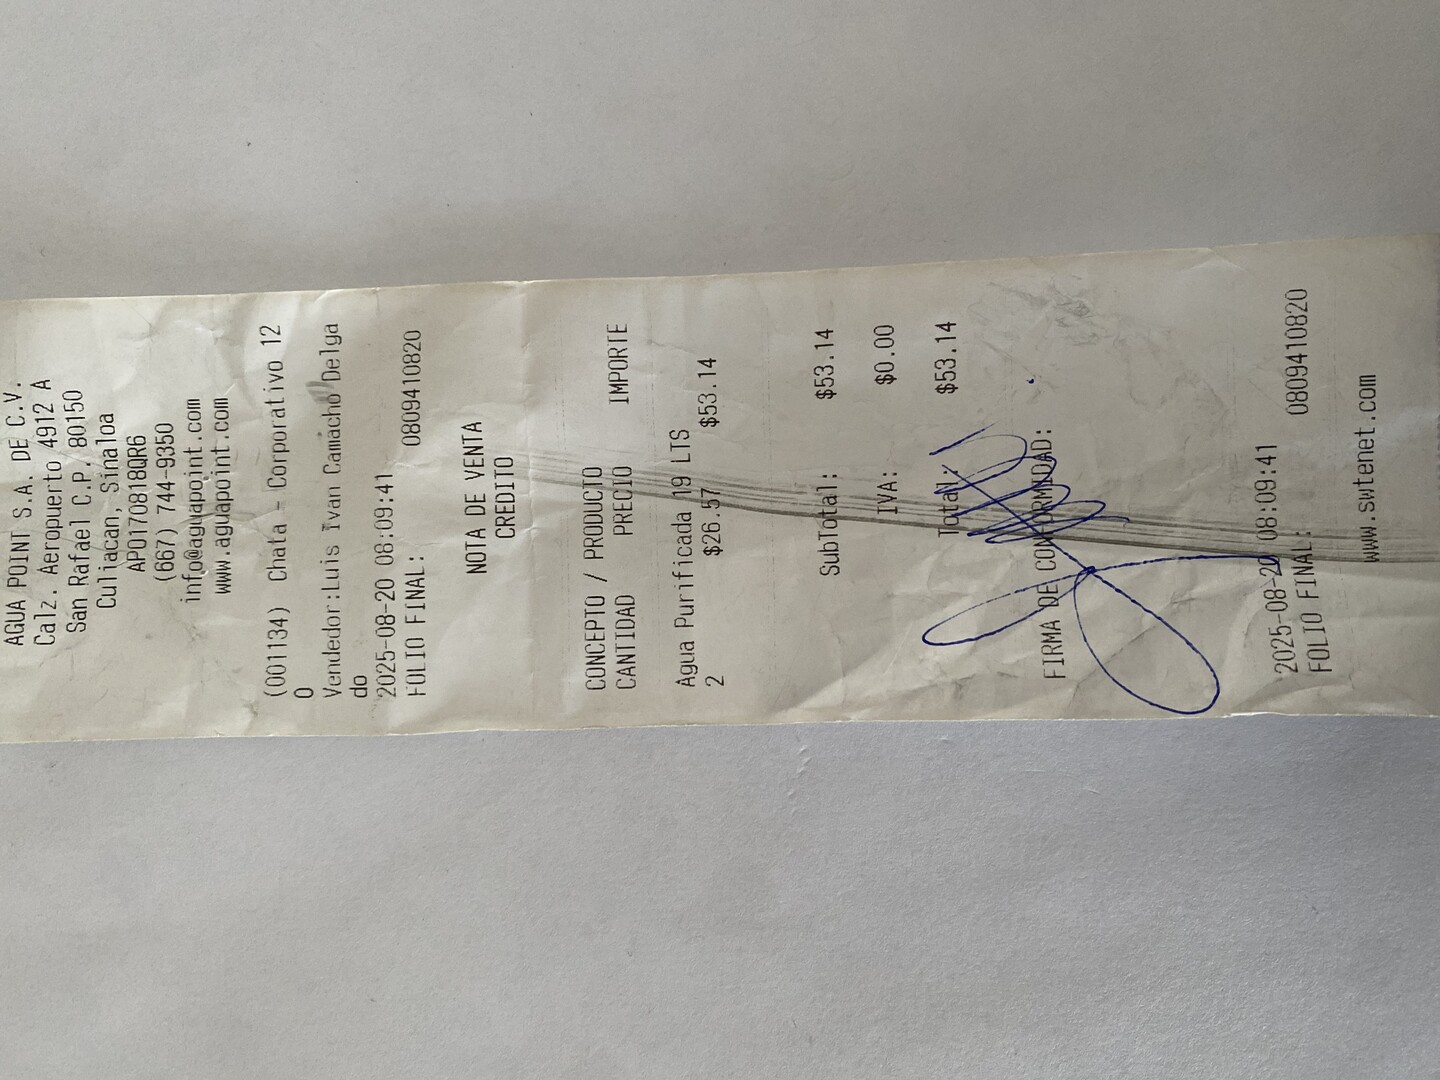 AGUA POINT S.A. DE C.V.
Calz. Aeropuerto 4912 A
San Rafael C.P. 80150
Culiacan, Sinaloa
APO170818QR6
(667) 744-9350
info@aguapoint.com
www.aguapoint.com
(001134) Chata - Corporativo 12
0
Vendedor:Luis Ivan Camacho Delga
do
2025-08-20 08:09:41
FOLIO FINAL: 0809410820
NOTA DE VENTA
CREDITO
CONCEPTO / PRODUCTO
CANTIDAD PRECIO IMPORTE
Agua Purificada 19 LTS
2 $26.57 $53.14
SubTotal: $53.14
IVA: $0.00
Total: $53.14
FIRMA DE CONFORMIDAD:
2025-08-20 08:09:41
FOLIO FINAL: 0809410820
www.swtenet.com